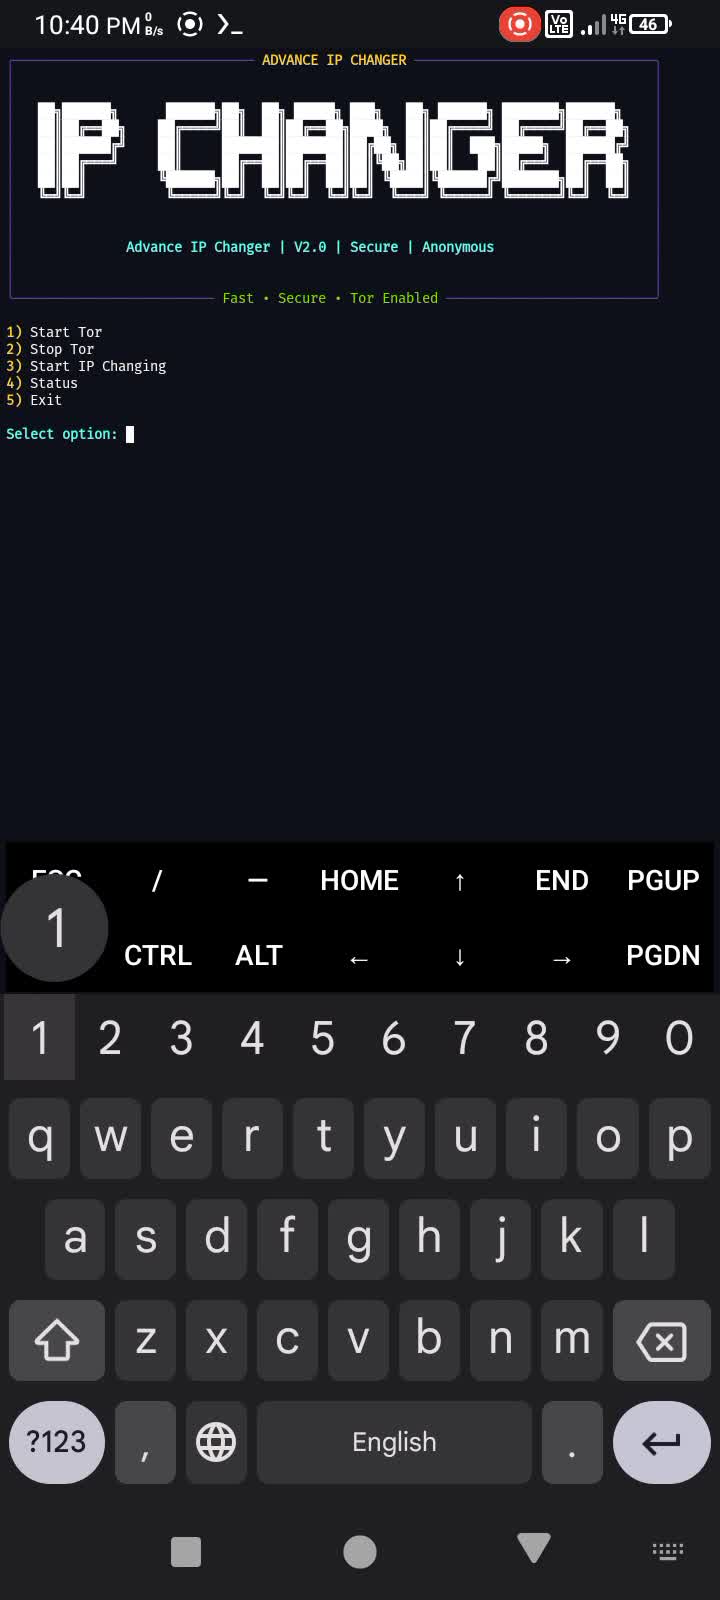 10:40 PM 0 B/s Vo LTE 4G 46
ADVANCE IP CHANGER
IP CHANGER
Advance IP Changer | V2.0 | Secure | Anonymous
Fast • Secure • Tor Enabled
1) Start Tor
2) Stop Tor
3) Start IP Changing
4) Status
5) Exit
Select option:
ESC / — HOME ↑ END PGUP
1
CTRL ALT ← ↓ → PGDN
1 2 3 4 5 6 7 8 9 0
q w e r t y u i o p
a s d f g h j k l
z x c v b n m
?123 , English .